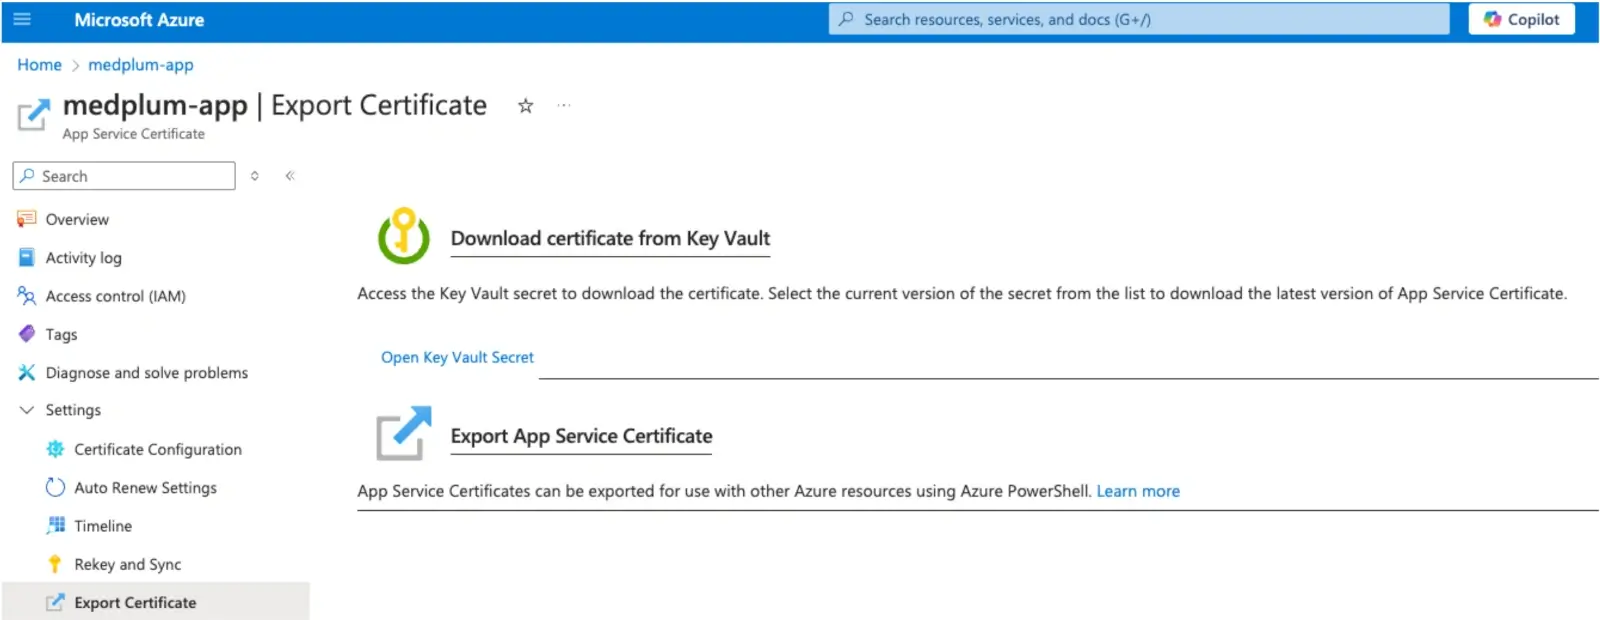 Microsoft Azure
Search resources, services, and docs (G+/)
Copilot
Home > medplum-app
medplum-app | Export Certificate
App Service Certificate
Search
Overview
Activity log
Access control (IAM)
Tags
Diagnose and solve problems
Settings
Certificate Configuration
Auto Renew Settings
Timeline
Rekey and Sync
Export Certificate
Download certificate from Key Vault
Access the Key Vault secret to download the certificate. Select the current version of the secret from the list to download the latest version of App Service Certificate.
Open Key Vault Secret
Export App Service Certificate
App Service Certificates can be exported for use with other Azure resources using Azure PowerShell. Learn more